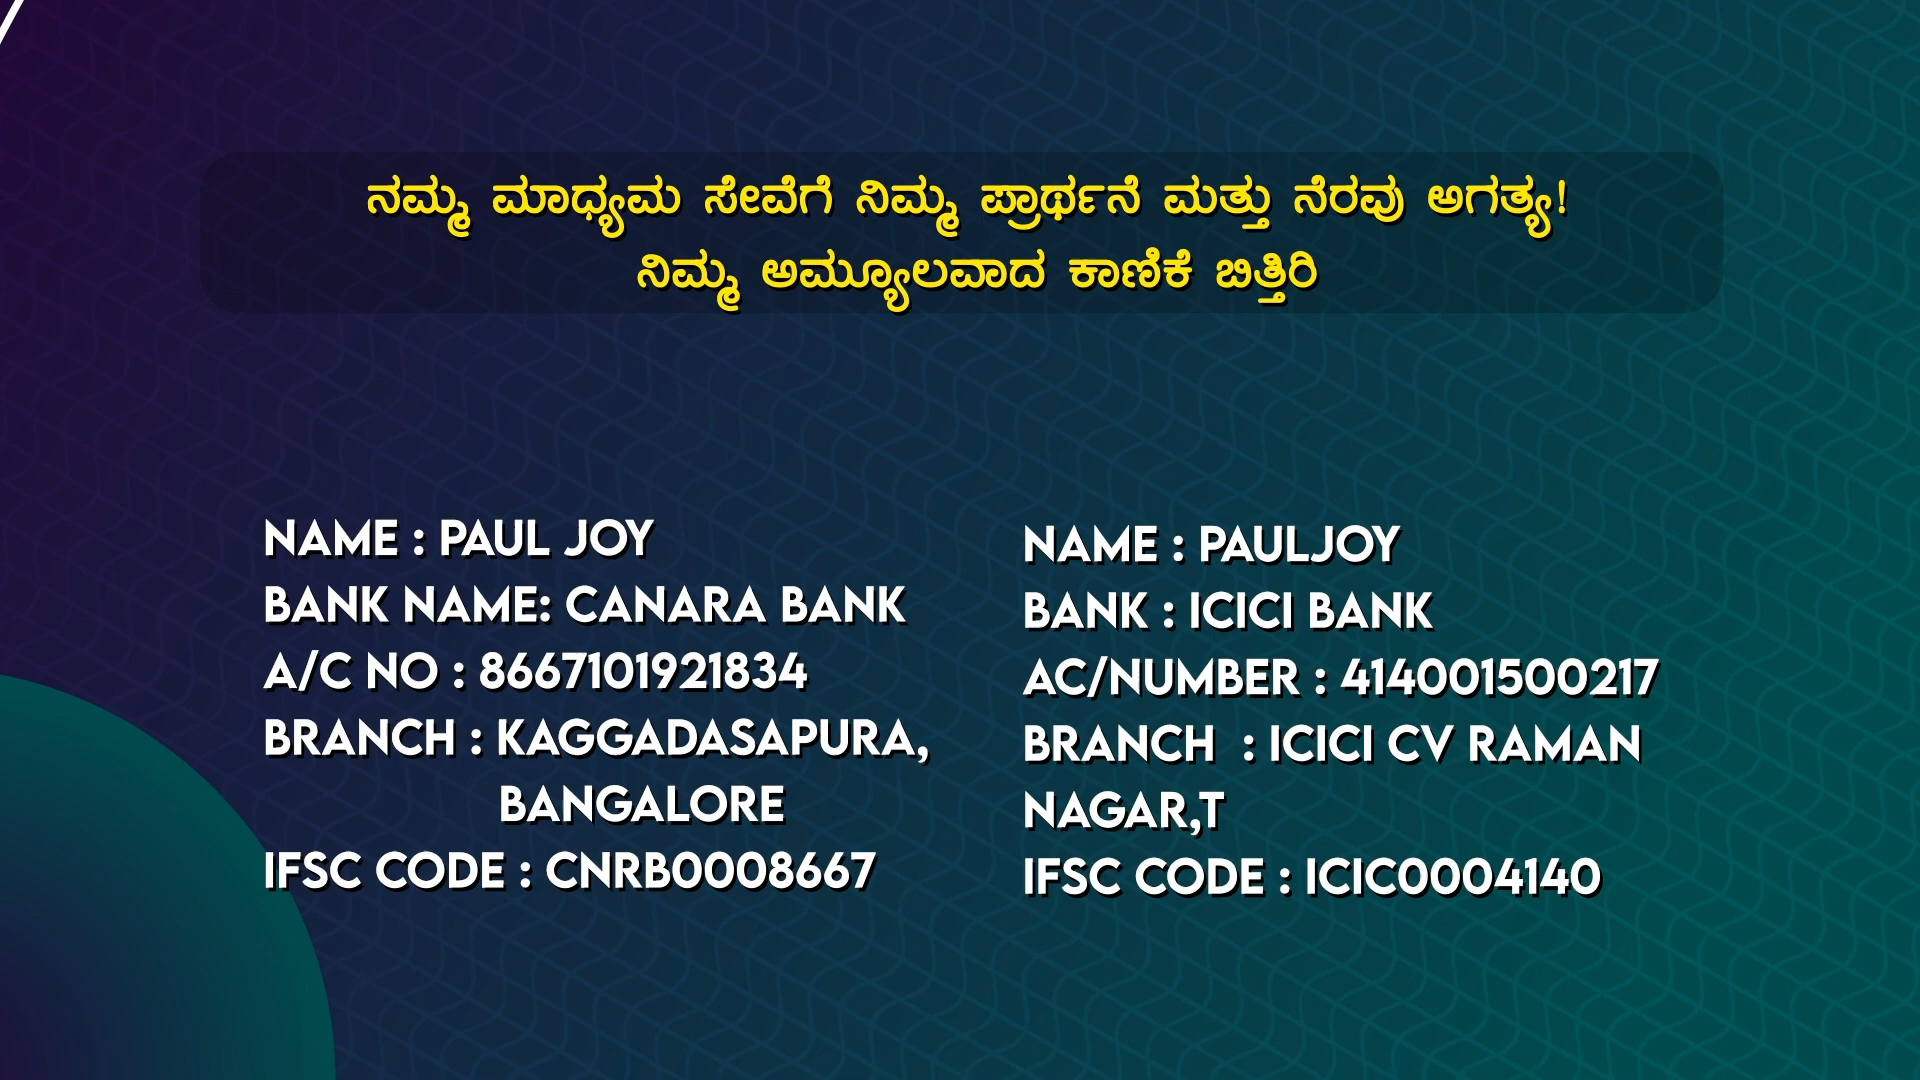 ನಮ್ಮ ಮಾಧ್ಯಮ ಸೇವೆಗೆ ನಿಮ್ಮ ಪ್ರಾರ್ಥನೆ ಮತ್ತು ನೆರವು ಅಗತ್ಯ!
ನಿಮ್ಮ ಅಮ್ಯೂಲವಾದ ಕಾಣಿಕೆ ಬಿತ್ತಿರಿ
NAME : PAUL JOY
BANK NAME: CANARA BANK
A/C NO : 8667101921834
BRANCH : KAGGADASAPURA,
BANGALORE
IFSC CODE : CNRB0008667
NAME : PAULJOY
BANK : ICICI BANK
AC/NUMBER : 414001500217
BRANCH : ICICI CV RAMAN
NAGAR,T
IFSC CODE : ICIC0004140